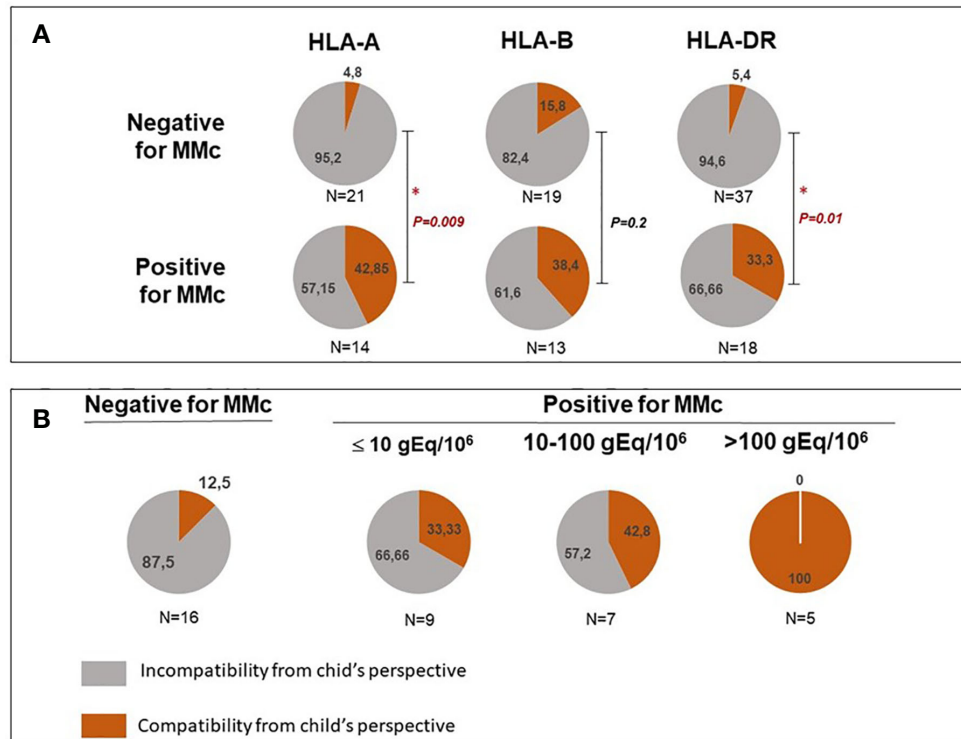 A
HLA-A HLA-B HLA-DR
Negative for MMc
4,8
95,2
N=21
15,8
82,4
N=19
5,4
94,6
N=37
*
P=0.009
P=0.2
*
P=0.01
Positive for MMc
42,85
57,15
N=14
38,4
61,6
N=13
33,3
66,66
N=18
B
Negative for MMc Positive for MMc
≤ 10 gEq/10⁶ 10-100 gEq/10⁶ >100 gEq/10⁶
12,5
87,5
N=16
33,33
66,66
N=9
42,8
57,2
N=7
0
100
N=5
Incompatibility from chid's perspective
Compatibility from child's perspective